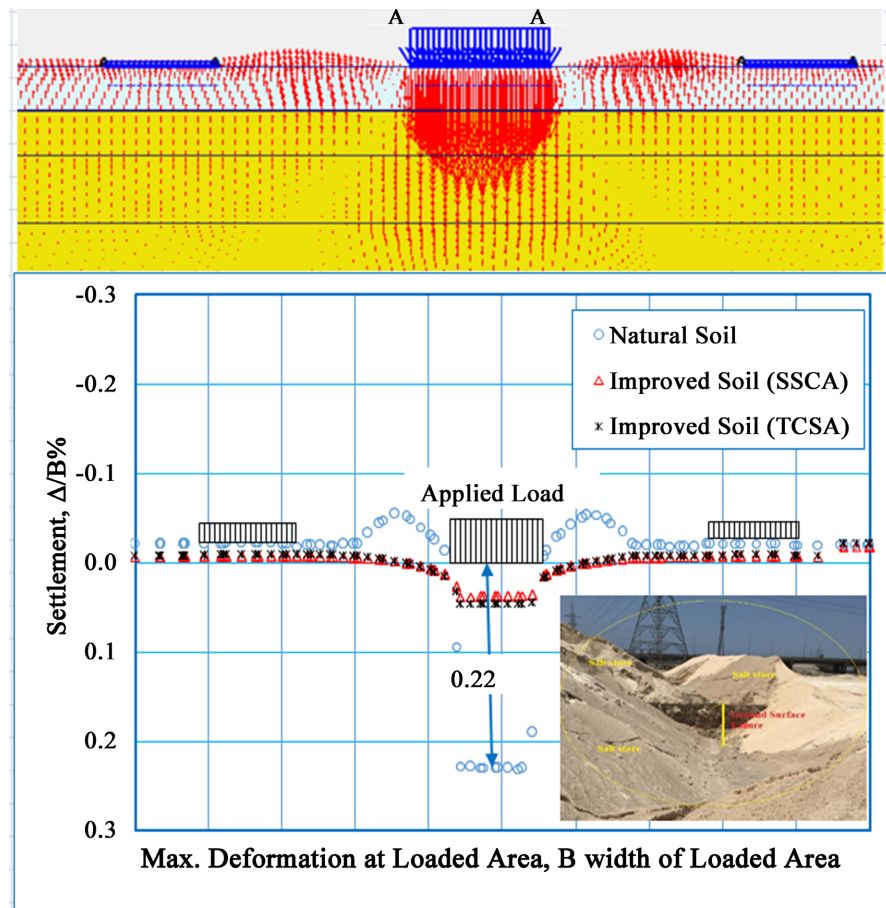 A A
-0.3
-0.2
-0.1
0.0
0.1
0.2
0.3
Settlement, Δ/B%
Natural Soil
Improved Soil (SSCA)
Improved Soil (TCSA)
Applied Load
0.22
Salt store
Salt store
Salt store
Ground Surface
Max. Deformation at Loaded Area, B width of Loaded Area